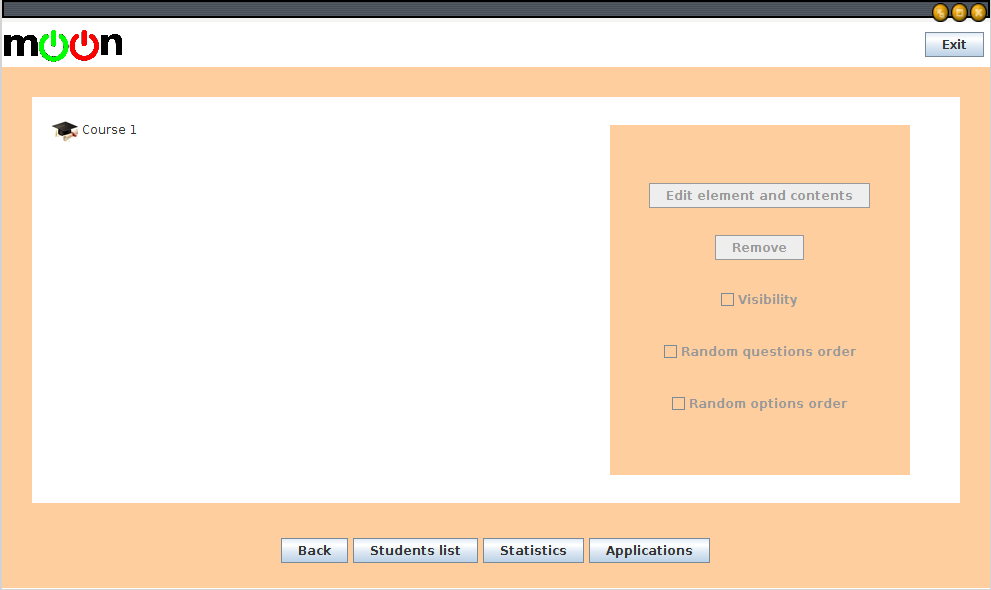 moon
Exit
Course 1
Edit element and contents
Remove
Visibility
Random questions order
Random options order
Back Students list Statistics Applications